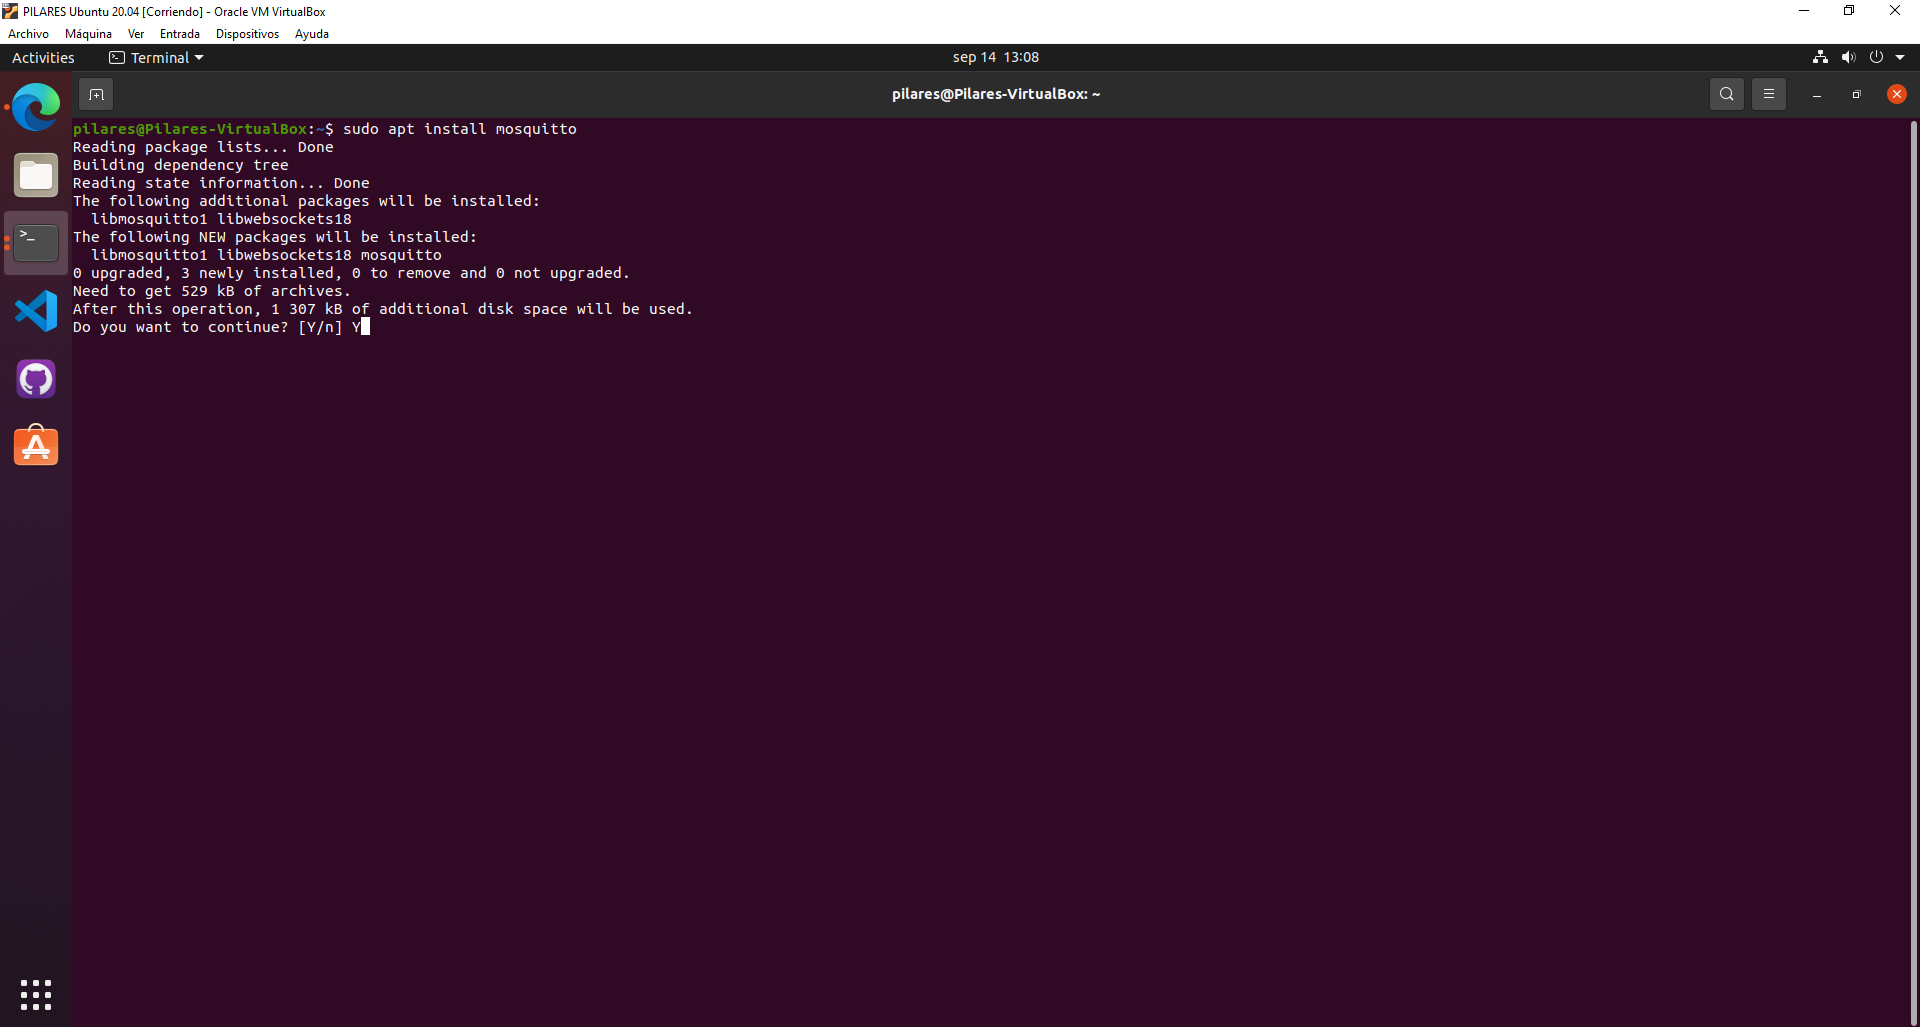 PILARES Ubuntu 20.04 [Corriendo] - Oracle VM VirtualBox
Archivo Máquina Ver Entrada Dispositivos Ayuda
Activities Terminal sep 14 13:08
pilares@Pilares-VirtualBox: ~
pilares@Pilares-VirtualBox:~$ sudo apt install mosquitto
Reading package lists... Done
Building dependency tree
Reading state information... Done
The following additional packages will be installed:
  libmosquitto1 libwebsockets18
The following NEW packages will be installed:
  libmosquitto1 libwebsockets18 mosquitto
0 upgraded, 3 newly installed, 0 to remove and 0 not upgraded.
Need to get 529 kB of archives.
After this operation, 1 307 kB of additional disk space will be used.
Do you want to continue? [Y/n] Y